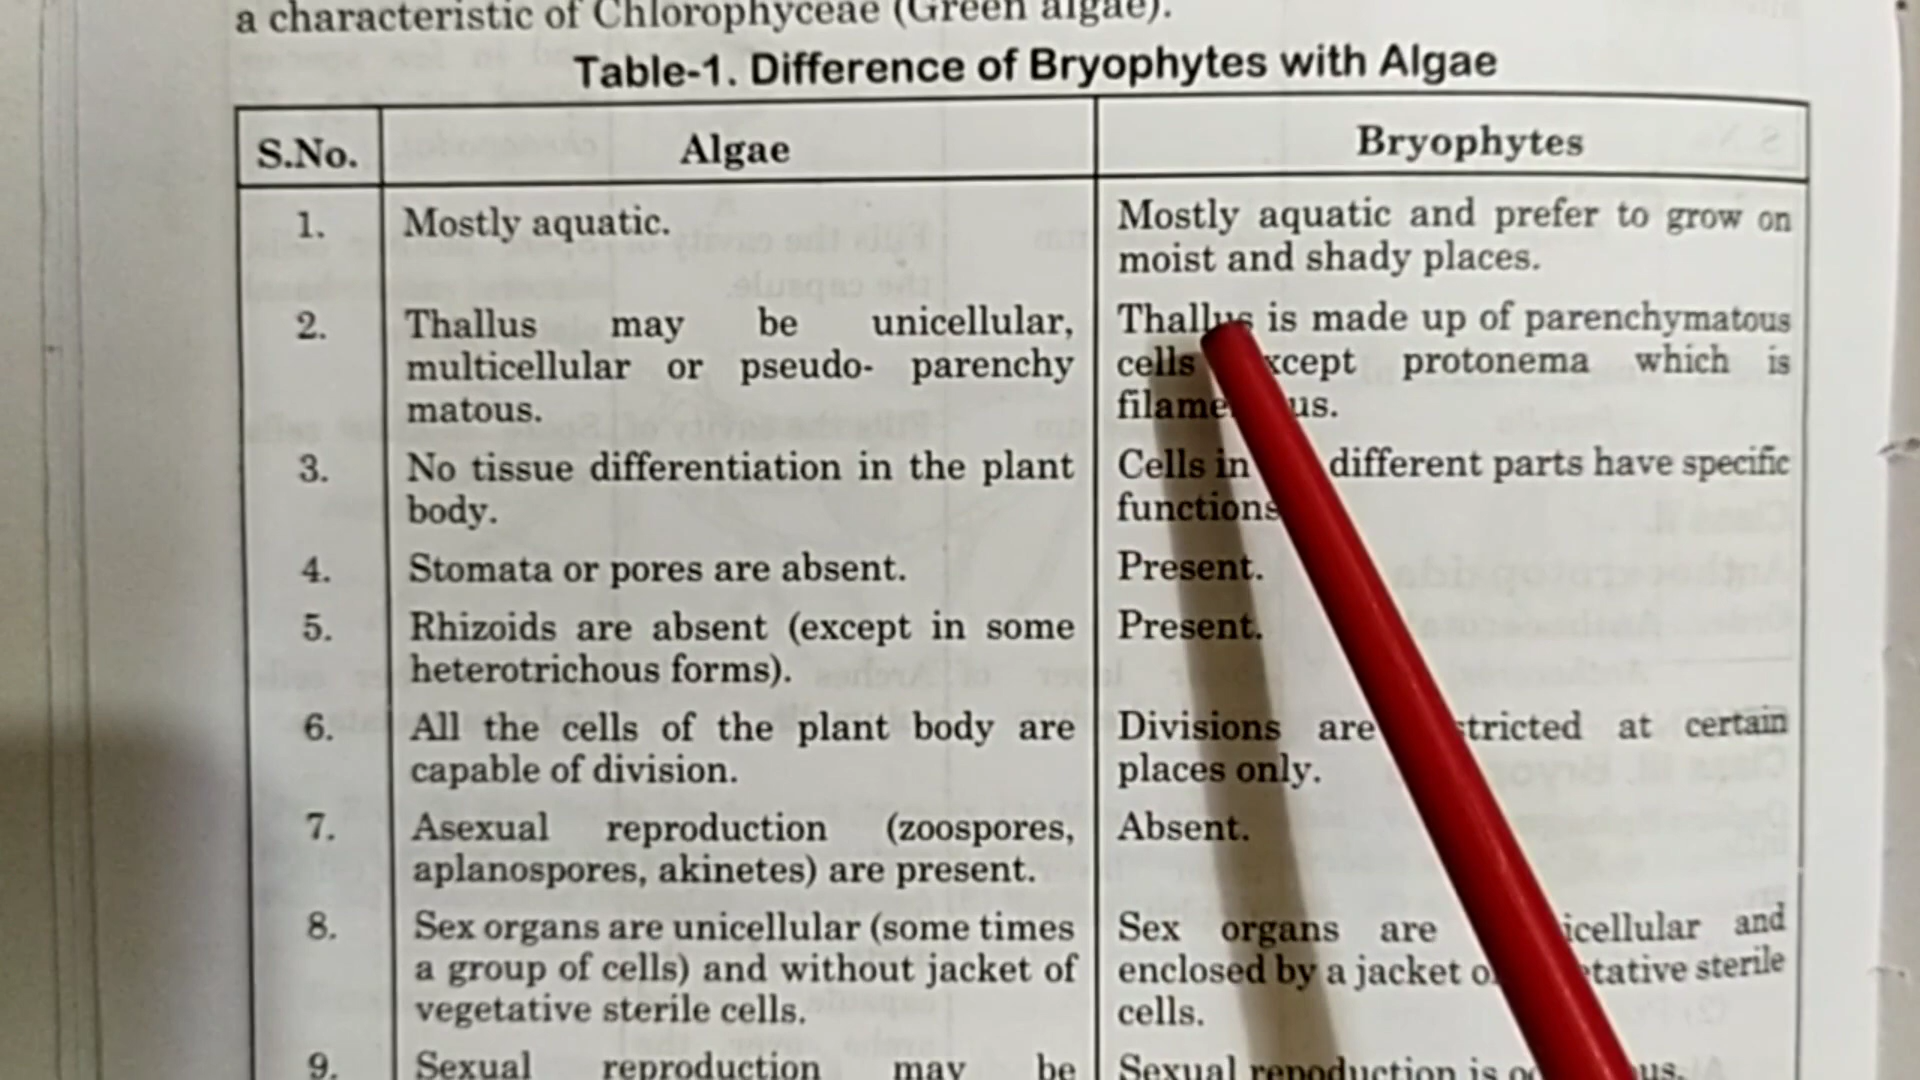 a characteristic of Chlorophyceae (Green algae).
Table-1. Difference of Bryophytes with Algae
S.No. Algae Bryophytes
1. Mostly aquatic. Mostly aquatic and prefer to grow on
moist and shady places.
2. Thallus may be unicellular, Thallus is made up of parenchymatous
multicellular or pseudo- parenchy cells except protonema which is
matous. filamentous.
3. No tissue differentiation in the plant Cells in different parts have specific
body. functions
4. Stomata or pores are absent. Present.
5. Rhizoids are absent (except in some Present.
heterotrichous forms).
6. All the cells of the plant body are Divisions are restricted at certain
capable of division. places only.
7. Asexual reproduction (zoospores, Absent.
aplanospores, akinetes) are present.
8. Sex organs are unicellular (some times Sex organs are and
a group of cells) and without jacket of enclosed by a jacket of vegetative sterile
vegetative sterile cells. cells.
9. Sexual reproduction may be Sexual repoduction is